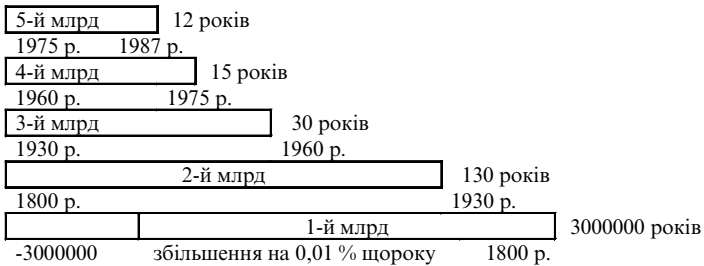 5-й млрд 12 років
1975 р. 1987 р.
4-й млрд 15 років
1960 р. 1975 р.
3-й млрд 30 років
1930 р. 1960 р.
2-й млрд 130 років
1800 р. 1930 р.
1-й млрд 3000000 років
-3000000 збільшення на 0,01 % щороку 1800 р.